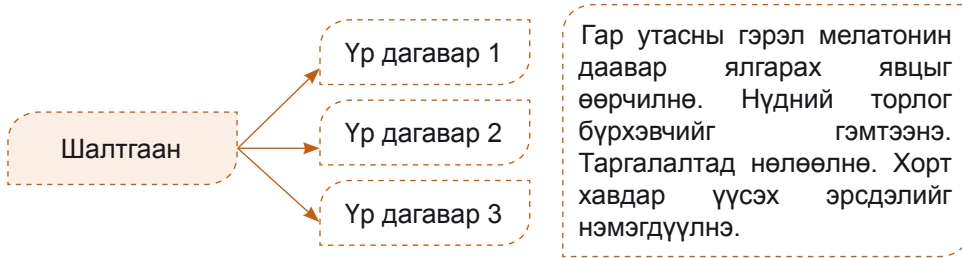 Шалтгаан
Үр дагавар 1
Үр дагавар 2
Үр дагавар 3
Гар утасны гэрэл мелатонин
даавар ялгарах явцыг
өөрчилнө. Нүдний торлог
бүрхэвчийг гэмтээнэ.
Таргалалтад нөлөөлнө. Хорт
хавдар үүсэх эрсдэлийг
нэмэгдүүлнэ.